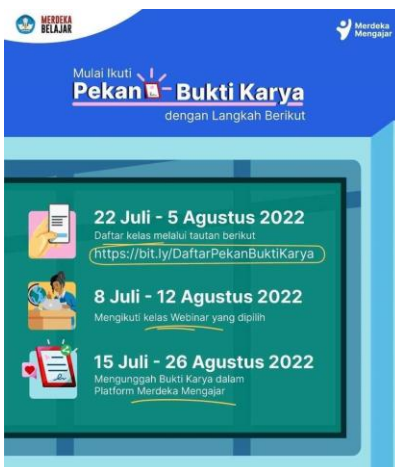 MERDEKA
BELAJAR
Merdeka
Mengajar
Mulai Ikuti
Pekan Bukti Karya
dengan Langkah Berikut
22 Juli - 5 Agustus 2022
Daftar kelas melalui tautan berikut
https://bit.ly/DaftarPekanBuktiKarya
8 Juli - 12 Agustus 2022
Mengikuti kelas Webinar yang dipilih
15 Juli - 26 Agustus 2022
Mengunggah Bukti Karya dalam
Platform Merdeka Mengajar